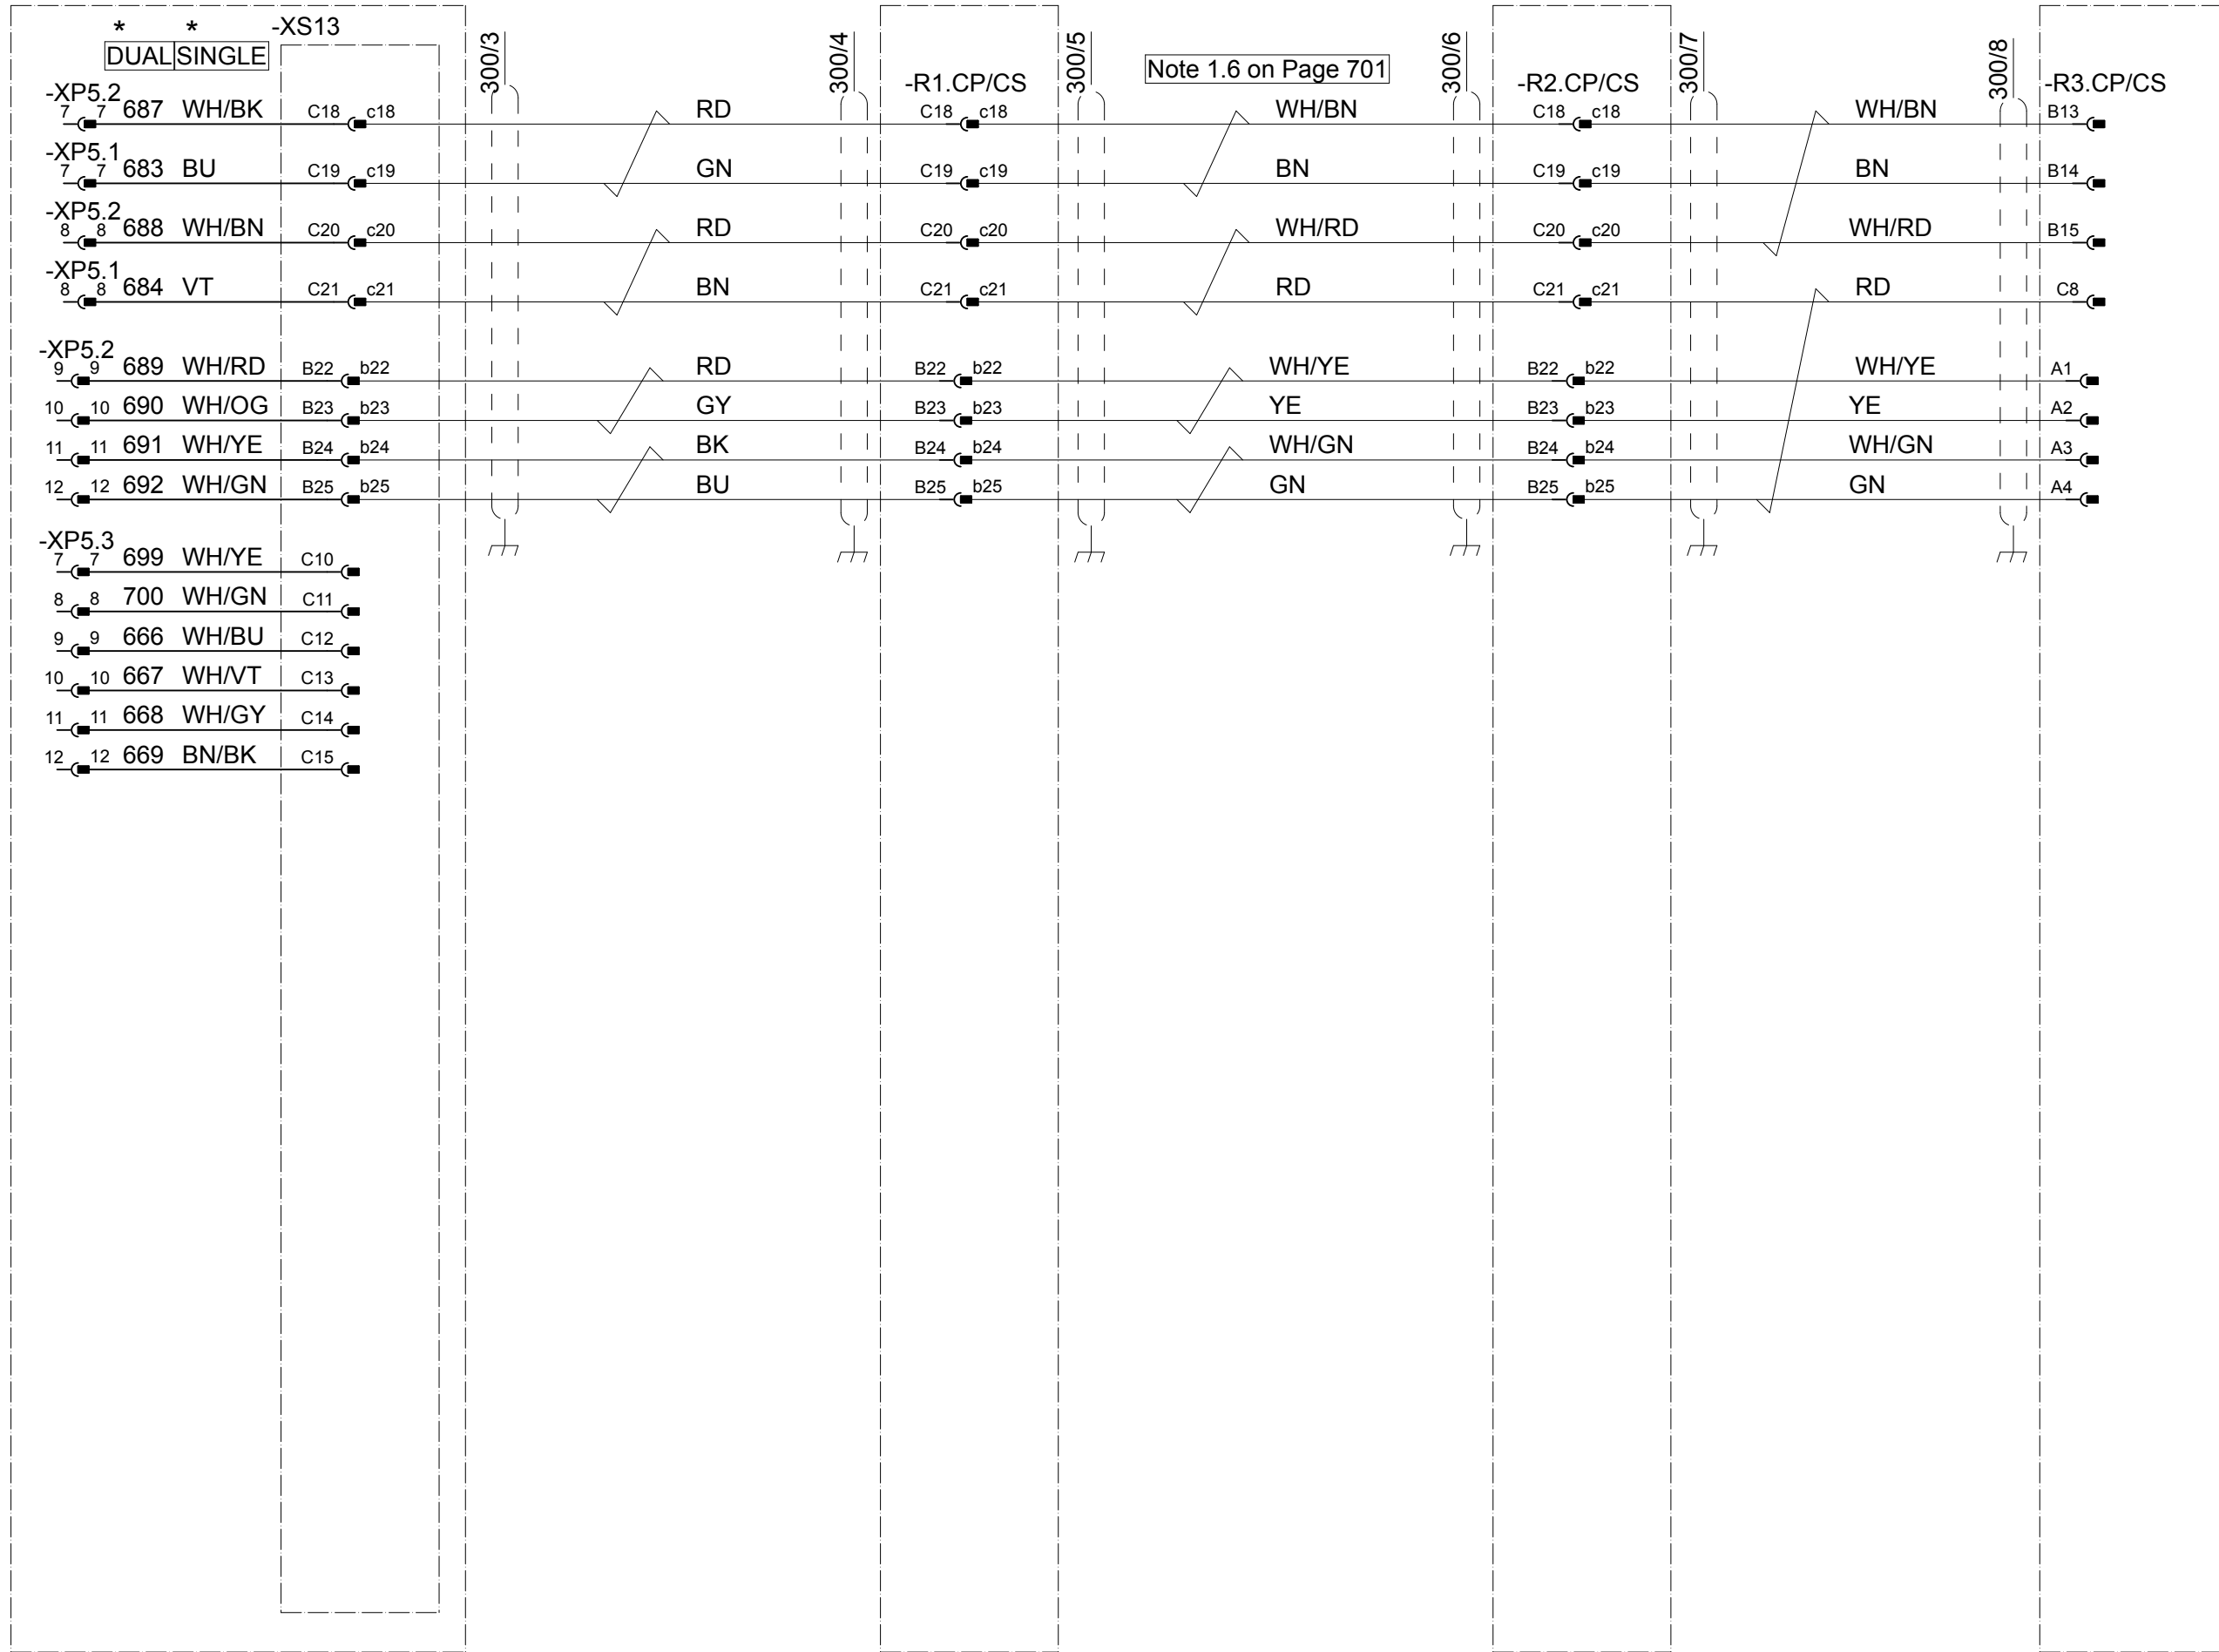 * * -XS13
DUAL SINGLE
300/3 300/4 300/5 300/6 300/7 300/8
Note 1.6 on Page 701
-R1.CP/CS -R2.CP/CS -R3.CP/CS
-XP5.2
7 7 687 WH/BK C18 c18 RD C18 c18 WH/BN C18 c18 WH/BN B13
-XP5.1
7 7 683 BU C19 c19 GN C19 c19 BN C19 c19 BN B14
-XP5.2
8 8 688 WH/BN C20 c20 RD C20 c20 WH/RD C20 c20 WH/RD B15
-XP5.1
8 8 684 VT C21 c21 BN C21 c21 RD C21 c21 RD C8
-XP5.2
9 9 689 WH/RD B22 b22 RD B22 b22 WH/YE B22 b22 WH/YE A1
10 10 690 WH/OG B23 b23 GY B23 b23 YE B23 b23 YE A2
11 11 691 WH/YE B24 b24 BK B24 b24 WH/GN B24 b24 WH/GN A3
12 12 692 WH/GN B25 b25 BU B25 b25 GN B25 b25 GN A4
-XP5.3
7 7 699 WH/YE C10
8 8 700 WH/GN C11
9 9 666 WH/BU C12
10 10 667 WH/VT C13
11 11 668 WH/GY C14
12 12 669 BN/BK C15